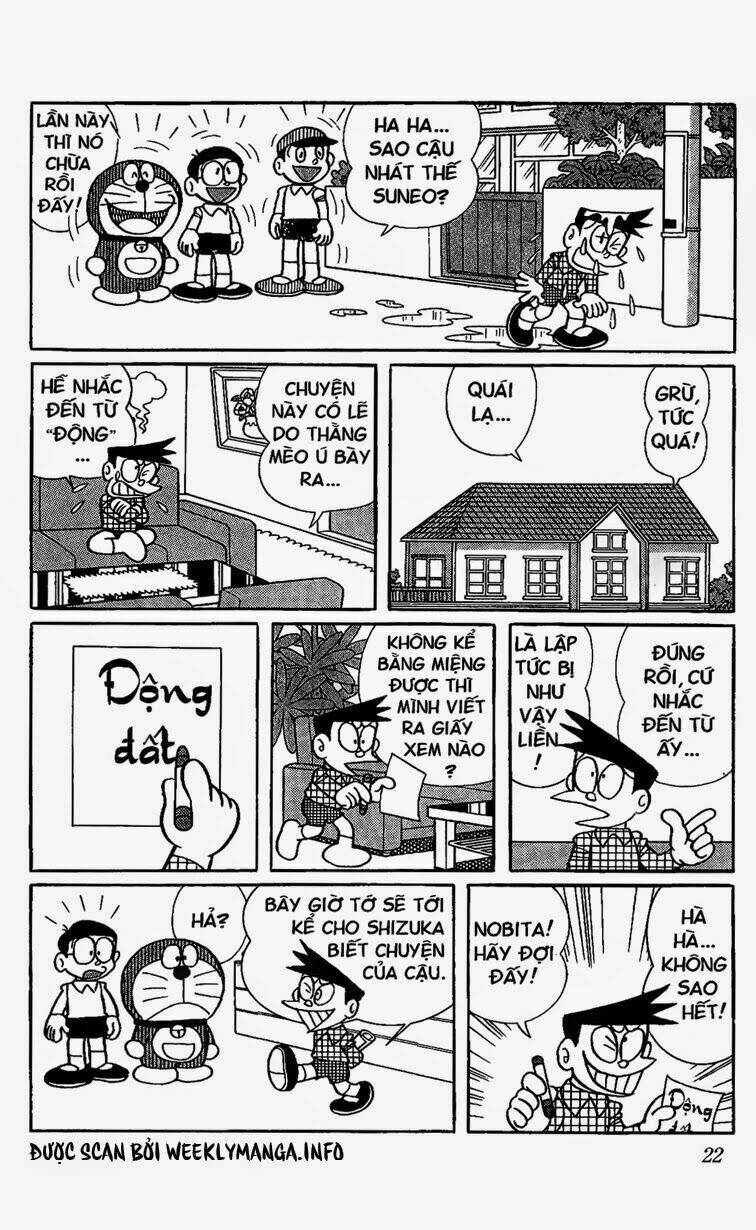 HA HA...
SAO CẬU
NHÁT THẾ
SUNEO?
LẦN NÀY
THÌ NÓ
CHỪA
RỒI
ĐẤY!
GRỪ,
TỨC
QUÁ!
QUÁI
LẠ...
CHUYỆN
NÀY CÓ LẼ
DO THẰNG
MÈO Ú BÀY
RA...
HỄ NHẮC
ĐẾN TỪ
“ĐỘNG”
...
ĐÚNG
RỒI, CỨ
NHẮC
ĐẾN TỪ
ẤY...
LÀ LẬP
TỨC BỊ
NHƯ
VẬY
LIỀN
!
KHÔNG KỂ
BẰNG MIỆNG
ĐƯỢC THÌ
MÌNH VIẾT
RA GIẤY
XEM NÀO
?
Động
đất
HÀ
HÀ...
KHÔNG
SAO
HẾT!
NOBITA!
HÃY ĐỢI
ĐẤY!
Động
đất
BÂY GIỜ TỚ SẼ TỚI
KỂ CHO SHIZUKA
BIẾT CHUYỆN
CỦA CẬU.
HẢ?
ĐƯỢC SCAN BỞI WEEKLYMANGA.INFO
22